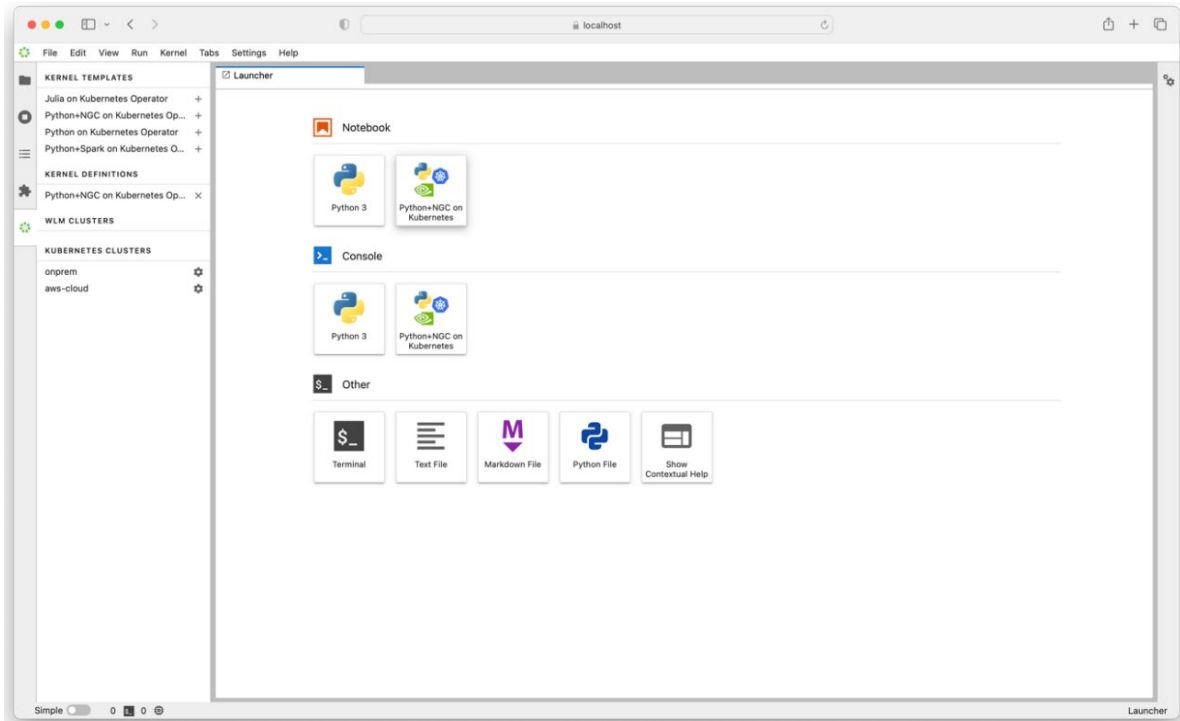 localhost
File Edit View Run Kernel Tabs Settings Help
KERNEL TEMPLATES
Julia on Kubernetes Operator +
Python+NGC on Kubernetes Op... +
Python on Kubernetes Operator +
Python+Spark on Kubernetes O... +
KERNEL DEFINITIONS
Python+NGC on Kubernetes Op... ×
WLM CLUSTERS
KUBERNETES CLUSTERS
onprem
aws-cloud
Launcher
Notebook
Python 3
Python+NGC on
Kubernetes
Console
Python 3
Python+NGC on
Kubernetes
$_ Other
$_
Terminal
Text File
M
Markdown File
Python File
Show
Contextual Help
Simple 0 0
Launcher